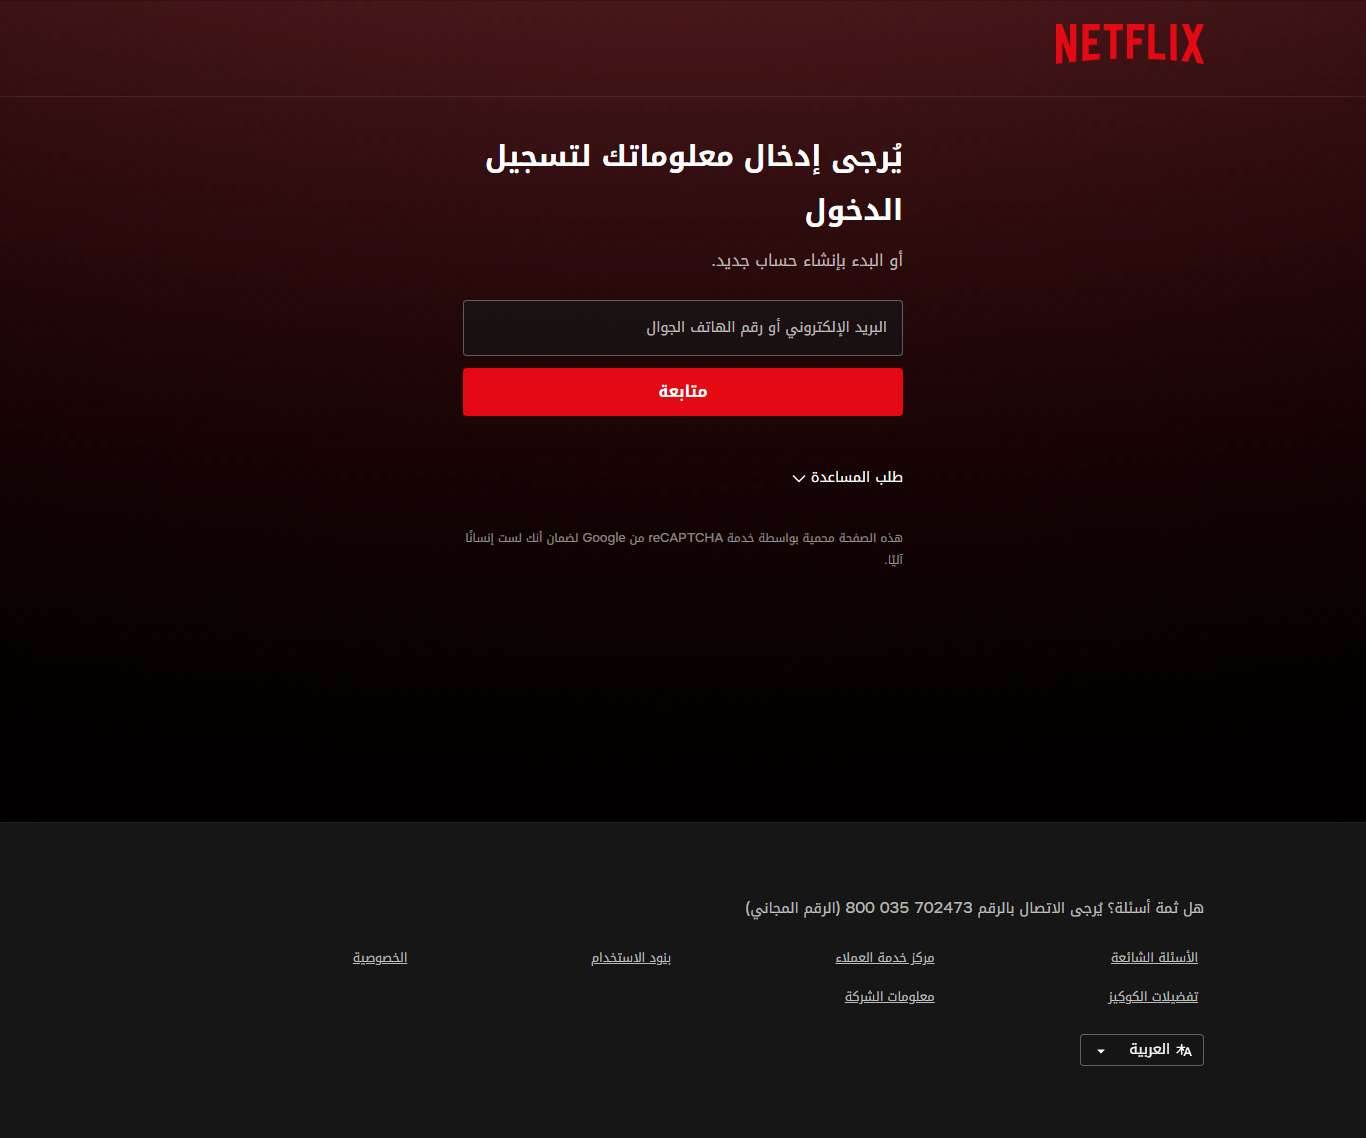 NETFLIX
يُرجى إدخال معلوماتك لتسجيل
الدخول
أو البدء بإنشاء حساب جديد.
البريد الإلكتروني أو رقم الهاتف الجوال
متابعة
طلب المساعدة
هذه الصفحة محمية بواسطة خدمة reCAPTCHA من Google لضمان أنك لست إنسانًا
آليًا.
هل ثمة أسئلة؟ يُرجى الاتصال بالرقم 702473 035 800 (الرقم المجاني)
الأسئلة الشائعة مركز خدمة العملاء بنود الاستخدام الخصوصية
تفضيلات الكوكيز معلومات الشركة
العربية